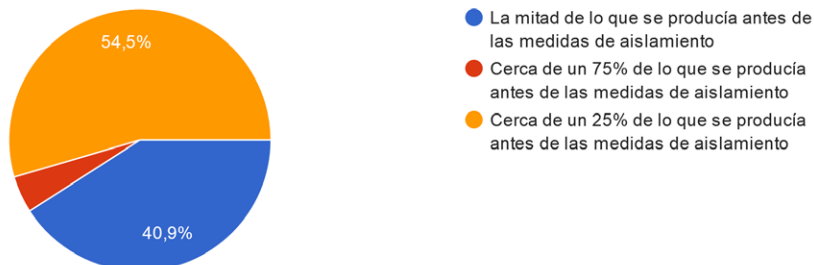 54,5%
40,9%
La mitad de lo que se producía antes de
las medidas de aislamiento
Cerca de un 75% de lo que se producía
antes de las medidas de aislamiento
Cerca de un 25% de lo que se producía
antes de las medidas de aislamiento